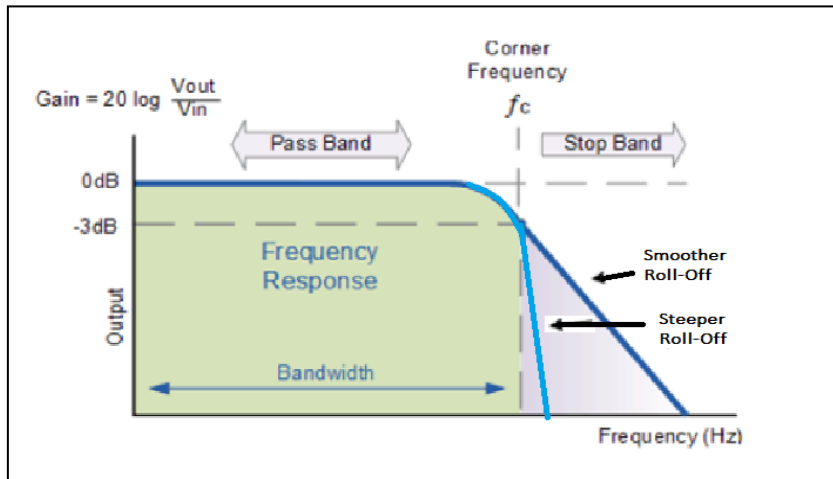 Corner
Frequency
fc
Gain = 20 log Vout
Vin
Pass Band
Stop Band
0dB
-3dB
Frequency
Response
Smoother
Roll-Off
Steeper
Roll-Off
Output
Bandwidth
Frequency (Hz)